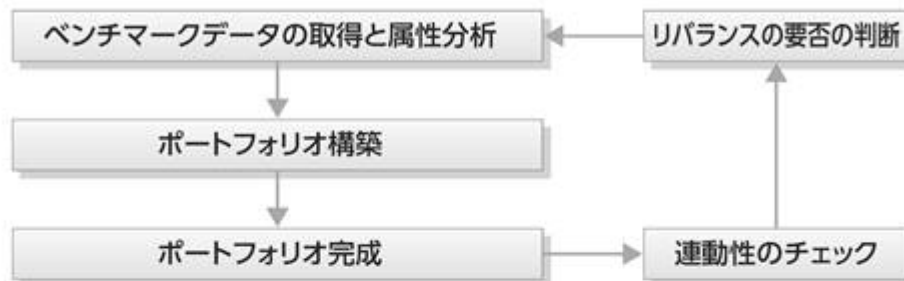 ベンチマークデータの取得と属性分析
リバランスの要否の判断
ポートフォリオ構築
ポートフォリオ完成
連動性のチェック